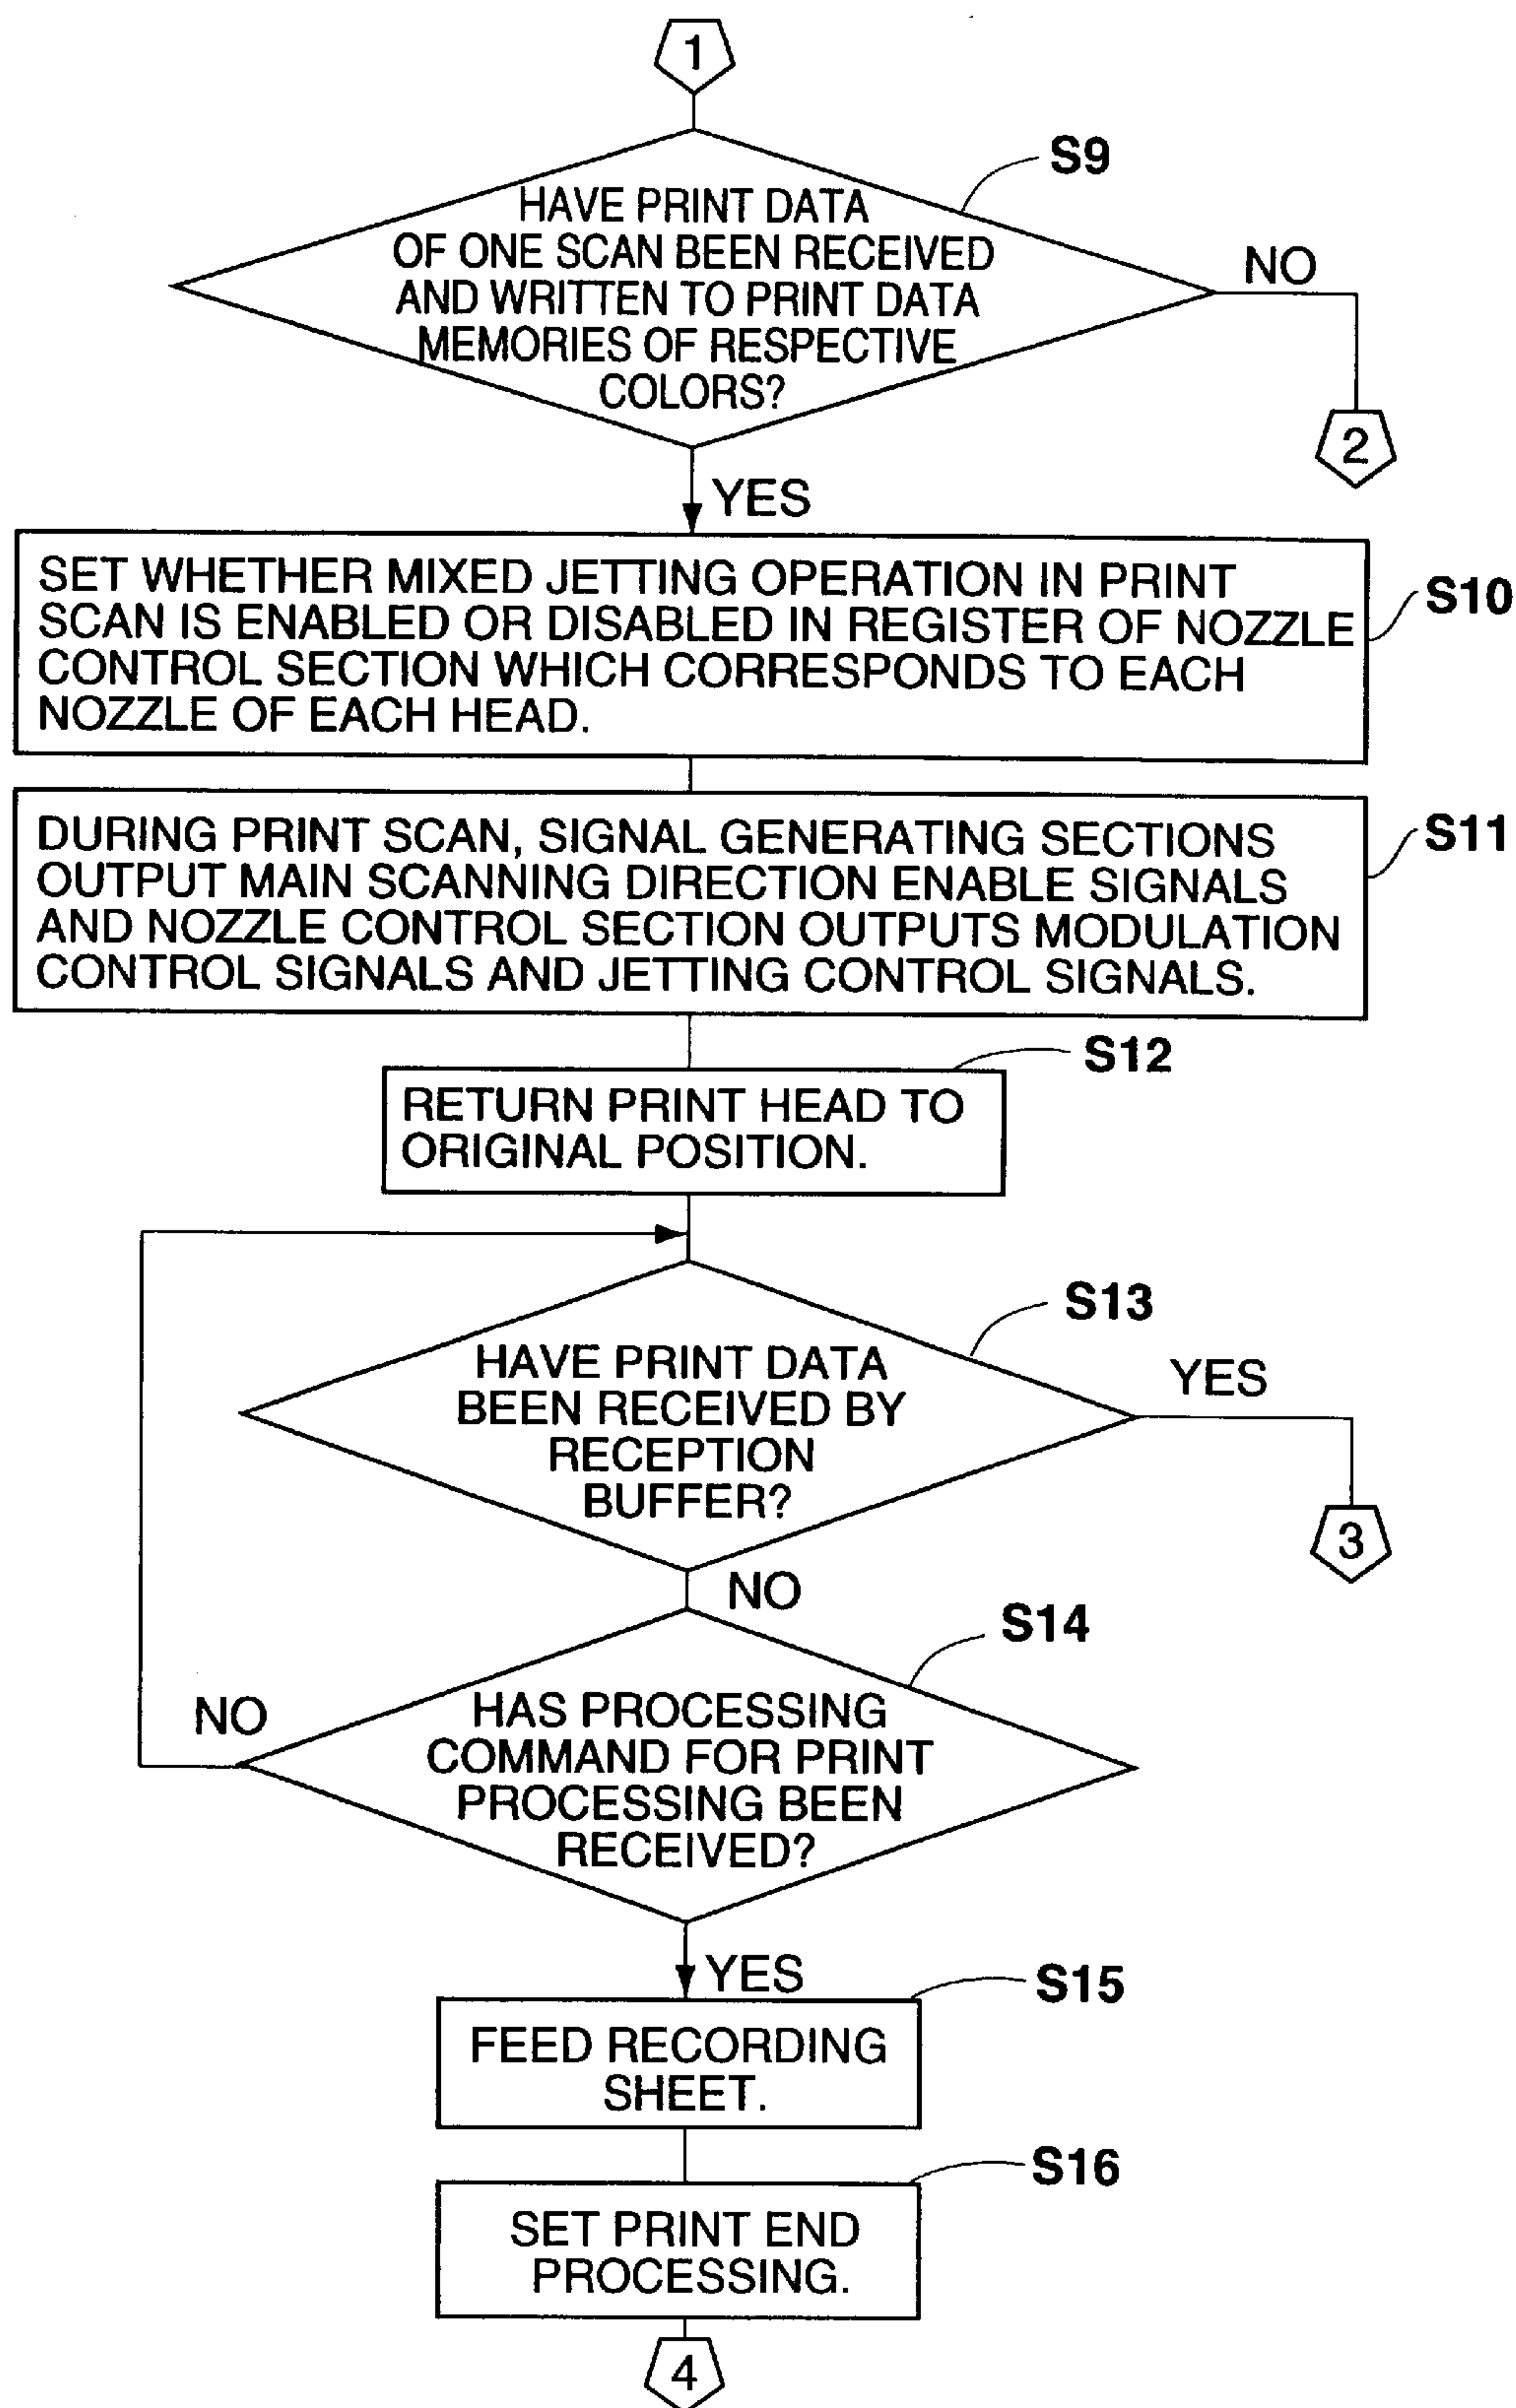 1
S9
HAVE PRINT DATA
OF ONE SCAN BEEN RECEIVED
AND WRITTEN TO PRINT DATA
MEMORIES OF RESPECTIVE
COLORS?
NO
2
YES
SET WHETHER MIXED JETTING OPERATION IN PRINT
SCAN IS ENABLED OR DISABLED IN REGISTER OF NOZZLE
CONTROL SECTION WHICH CORRESPONDS TO EACH
NOZZLE OF EACH HEAD.
S10
DURING PRINT SCAN, SIGNAL GENERATING SECTIONS
OUTPUT MAIN SCANNING DIRECTION ENABLE SIGNALS
AND NOZZLE CONTROL SECTION OUTPUTS MODULATION
CONTROL SIGNALS AND JETTING CONTROL SIGNALS.
S11
S12
RETURN PRINT HEAD TO
ORIGINAL POSITION.
S13
HAVE PRINT DATA
BEEN RECEIVED BY
RECEPTION
BUFFER?
YES
3
NO
S14
HAS PROCESSING
COMMAND FOR PRINT
PROCESSING BEEN
RECEIVED?
NO
YES
S15
FEED RECORDING
SHEET.
S16
SET PRINT END
PROCESSING.
4